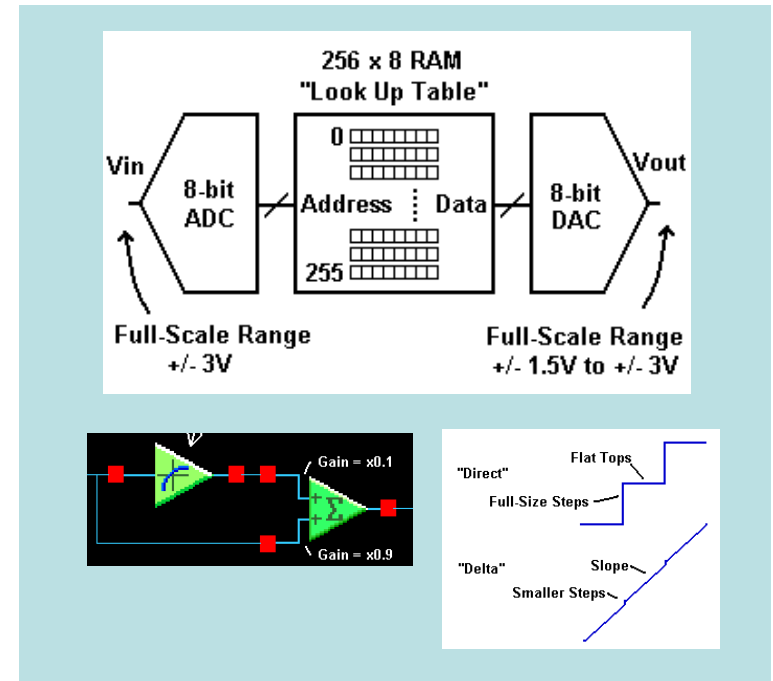 256 x 8 RAM
"Look Up Table"
Vin
8-bit
ADC
0
Address
Data
255
8-bit
DAC
Vout
Full-Scale Range
+/- 3V
Full-Scale Range
+/- 1.5V to +/- 3V
Gain = x0.1
+
+
Σ
Gain = x0.9
"Direct"
Flat Tops
Full-Size Steps
"Delta"
Slope
Smaller Steps